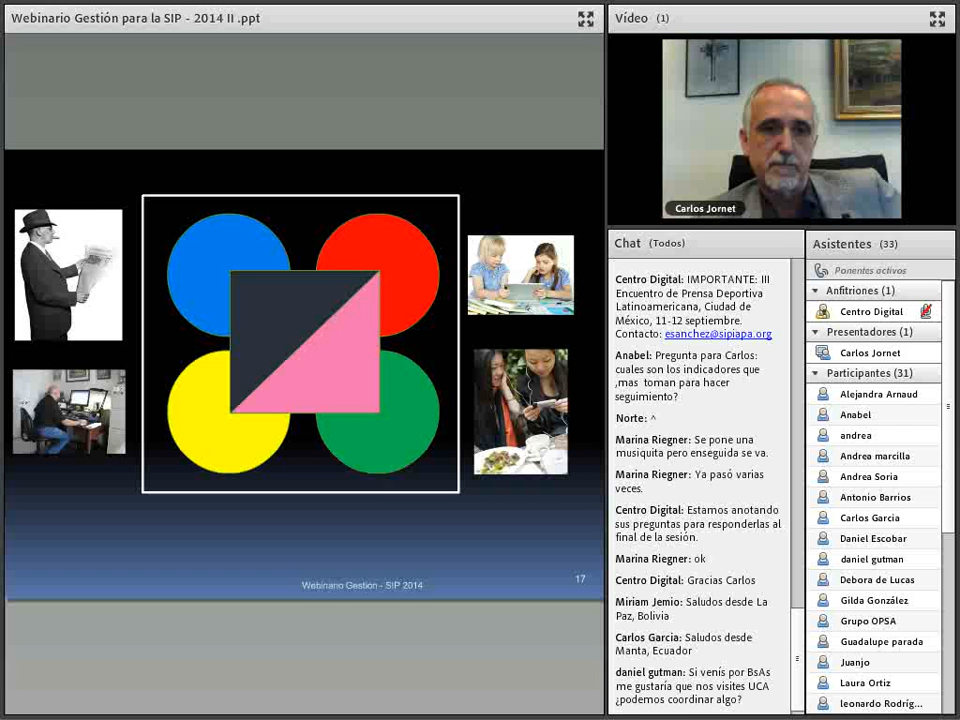 Webinario Gestión para la SIP - 2014 II .ppt
Webinario Gestion - SIP 2014
17
Vídeo (1)
Carlos Jornet
Chat (Todos)
Centro Digital: IMPORTANTE: III
Encuentro de Prensa Deportiva
Latinoamericana, Ciudad de
México, 11-12 septiembre.
Contacto: esanchez@sipiapa.org
Anabel: Pregunta para Carlos:
cuales son los indicadores que
,mas toman para hacer
seguimiento?
Norte: ^
Marina Riegner: Se pone una
musiquita pero enseguida se va.
Marina Riegner: Ya pasó varias
veces.
Centro Digital: Estamos anotando
sus preguntas para responderlas al
final de la sesión.
Marina Riegner: ok
Centro Digital: Gracias Carlos
Miriam Jemio: Saludos desde La
Paz, Bolivia
Carlos Garcia: Saludos desde
Manta, Ecuador
daniel gutman: Si venís por BsAs
me gustaría que nos visites UCA
¿podemos coordinar algo?
Asistentes (33)
Ponentes activos
Anfitriones (1)
Centro Digital
Presentadores (1)
Carlos Jornet
Participantes (31)
Alejandra Arnaud
Anabel
andrea
Andrea marcilla
Andrea Soria
Antonio Barrios
Carlos Garcia
Daniel Escobar
daniel gutman
Debora de Lucas
Gilda González
Grupo OPSA
Guadalupe parada
Juanjo
Laura Ortiz
leonardo Rodríg...